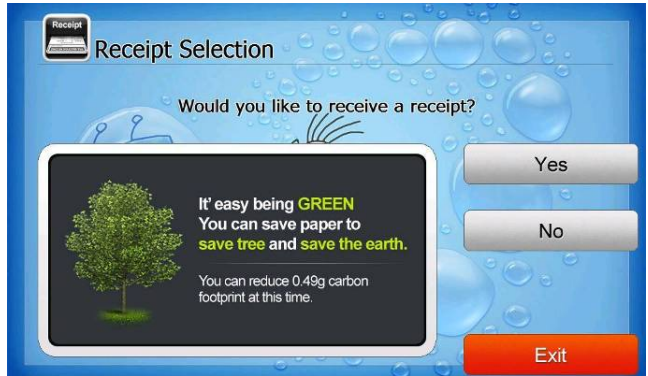 Receipt
Receipt Selection
Would you like to receive a receipt?
It' easy being GREEN
You can save paper to
save tree and save the earth.
You can reduce 0.49g carbon
footprint at this time.
Yes
No
Exit